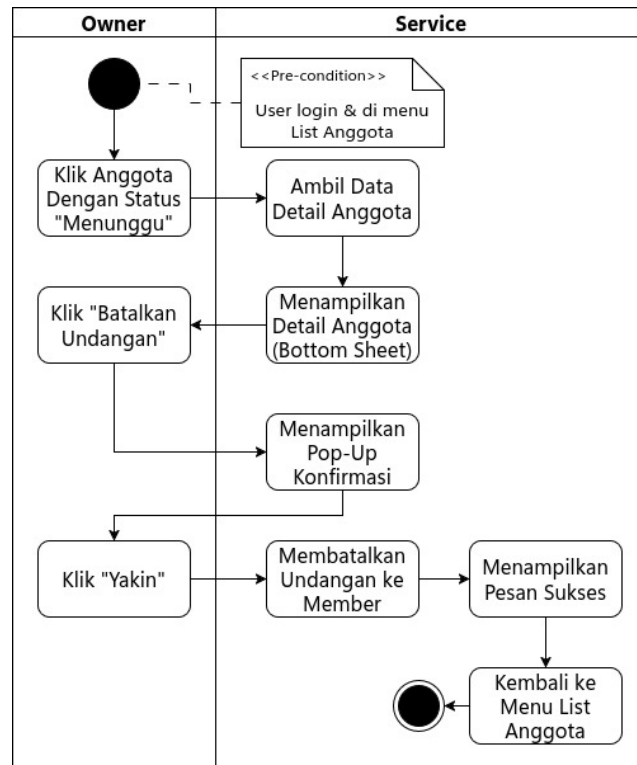 Owner
Service
<<Pre-condition>>
User login & di menu
List Anggota
Klik Anggota
Dengan Status
"Menunggu"
Ambil Data
Detail Anggota
Klik "Batalkan
Undangan"
Menampilkan
Detail Anggota
(Bottom Sheet)
Menampilkan
Pop-Up
Konfirmasi
Klik "Yakin"
Membatalkan
Undangan ke
Member
Menampilkan
Pesan Sukses
Kembali ke
Menu List
Anggota